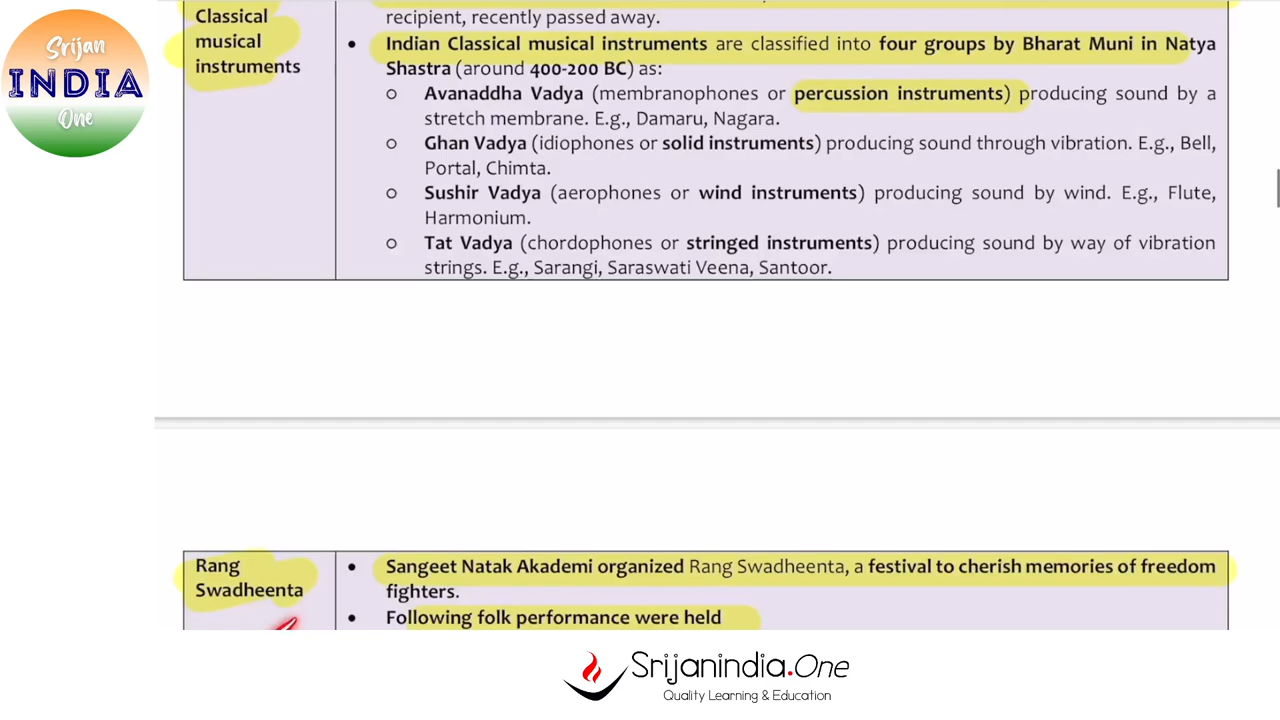 Srijan
INDIA
One
Classical
musical
instruments
recipient, recently passed away.
• Indian Classical musical instruments are classified into four groups by Bharat Muni in Natya
Shastra (around 400-200 BC) as:
o Avanaddha Vadya (membranophones or percussion instruments) producing sound by a
stretch membrane. E.g., Damaru, Nagara.
o Ghan Vadya (idiophones or solid instruments) producing sound through vibration. E.g., Bell,
Portal, Chimta.
o Sushir Vadya (aerophones or wind instruments) producing sound by wind. E.g., Flute,
Harmonium.
o Tat Vadya (chordophones or stringed instruments) producing sound by way of vibration
strings. E.g., Sarangi, Saraswati Veena, Santoor.
Rang
Swadheenta
• Sangeet Natak Akademi organized Rang Swadheenta, a festival to cherish memories of freedom
fighters.
• Following folk performance were held
Srijanindia.One
Quality Learning & Education